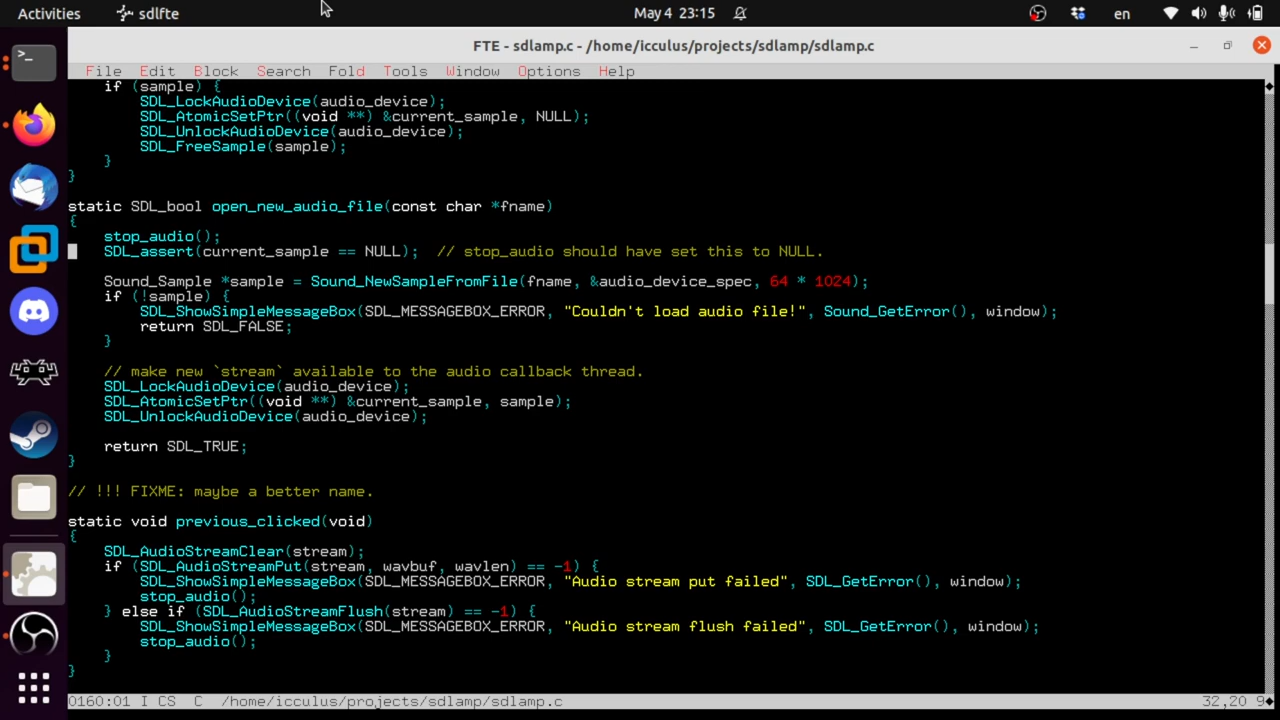 Activities
sdlfte
May 4 23:15
en
FTE - sdlamp.c - /home/icculus/projects/sdlamp/sdlamp.c
File Edit Block Search Fold Tools Window Options Help
if (sample) {
SDL_LockAudioDevice(audio_device);
SDL_AtomicSetPtr((void **) &current_sample, NULL);
SDL_UnlockAudioDevice(audio_device);
SDL_FreeSample(sample);
}
}
static SDL_bool open_new_audio_file(const char *fname)
{
stop_audio();
SDL_assert(current_sample == NULL);  // stop_audio should have set this to NULL.
Sound_Sample *sample = Sound_NewSampleFromFile(fname, &audio_device_spec, 64 * 1024);
if (!sample) {
SDL_ShowSimpleMessageBox(SDL_MESSAGEBOX_ERROR, "Couldn't load audio file!", Sound_GetError(), window);
return SDL_FALSE;
}
// make new `stream` available to the audio callback thread.
SDL_LockAudioDevice(audio_device);
SDL_AtomicSetPtr((void **) &current_sample, sample);
SDL_UnlockAudioDevice(audio_device);
return SDL_TRUE;
}
// !!! FIXME: maybe a better name.
static void previous_clicked(void)
{
SDL_AudioStreamClear(stream);
if (SDL_AudioStreamPut(stream, wavbuf, wavlen) == -1) {
SDL_ShowSimpleMessageBox(SDL_MESSAGEBOX_ERROR, "Audio stream put failed", SDL_GetError(), window);
stop_audio();
} else if (SDL_AudioStreamFlush(stream) == -1) {
SDL_ShowSimpleMessageBox(SDL_MESSAGEBOX_ERROR, "Audio stream flush failed", SDL_GetError(), window);
stop_audio();
}
}
0160:01 I CS  C  /home/icculus/projects/sdlamp/sdlamp.c 32,20 9